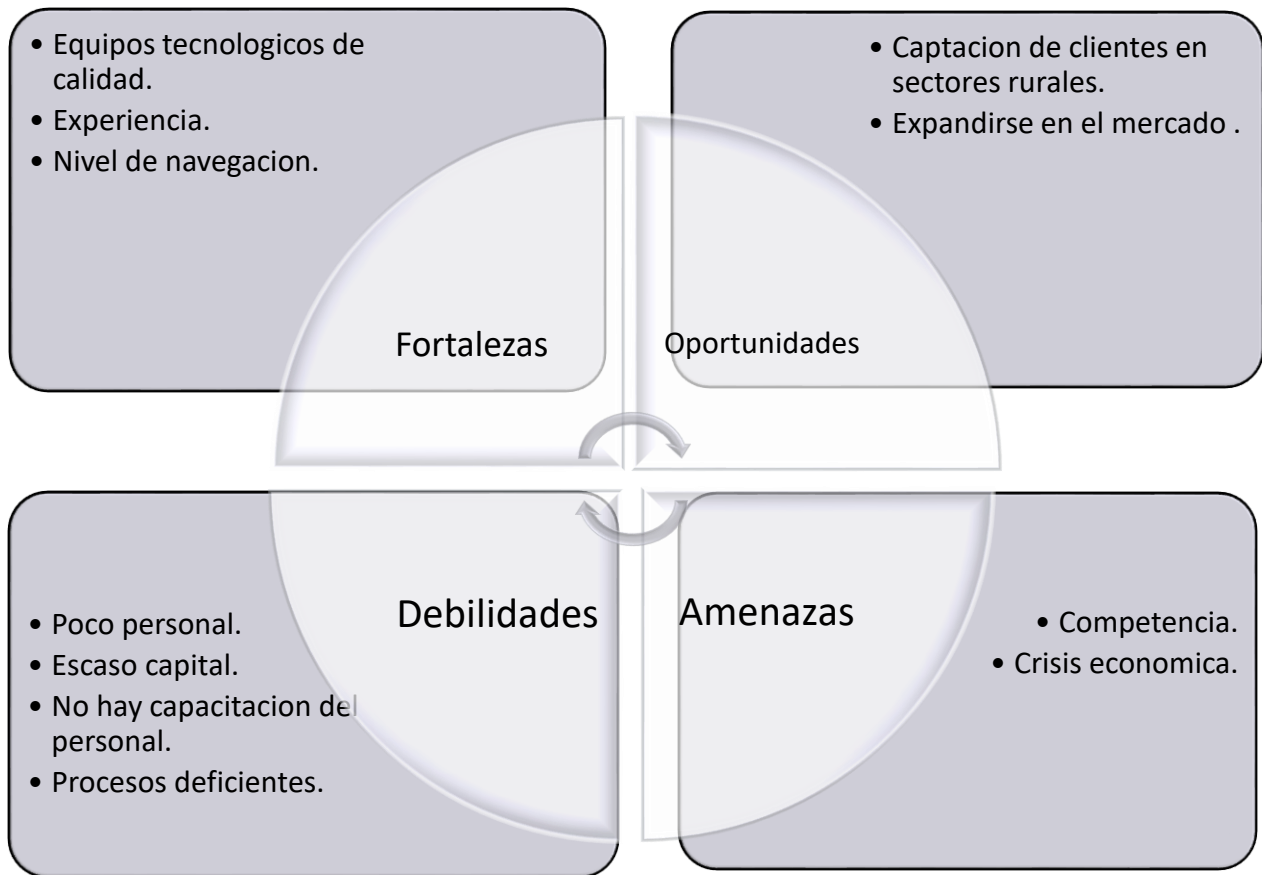 • Equipos tecnologicos de
calidad.
• Experiencia.
• Nivel de navegacion.
Fortalezas
• Captacion de clientes en
sectores rurales.
• Expandirse en el mercado .
Oportunidades
Debilidades
• Poco personal.
• Escaso capital.
• No hay capacitacion del
personal.
• Procesos deficientes.
Amenazas
• Competencia.
• Crisis economica.